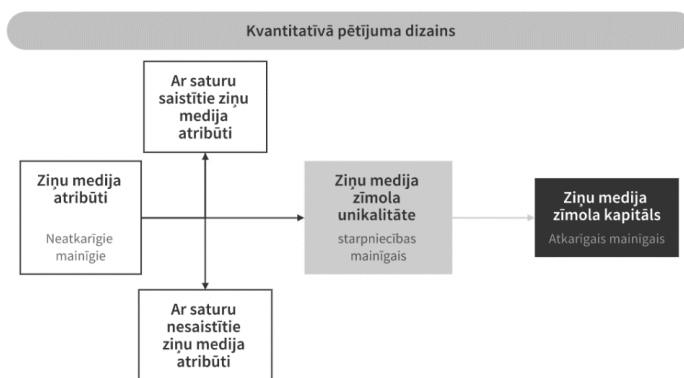 Kvantitatīvā pētījuma dizains
Ar saturu
saistītie ziņu
medija
atribūti
Ziņu medija
atribūti
Neatkarīgie
mainīgie
Ziņu medija
zīmola
unikalitāte
starpniecības
mainīgais
Ziņu medija
zīmola kapitāls
Atkarīgais mainīgais
Ar saturu
nesaistītie
ziņu medija
atribūti